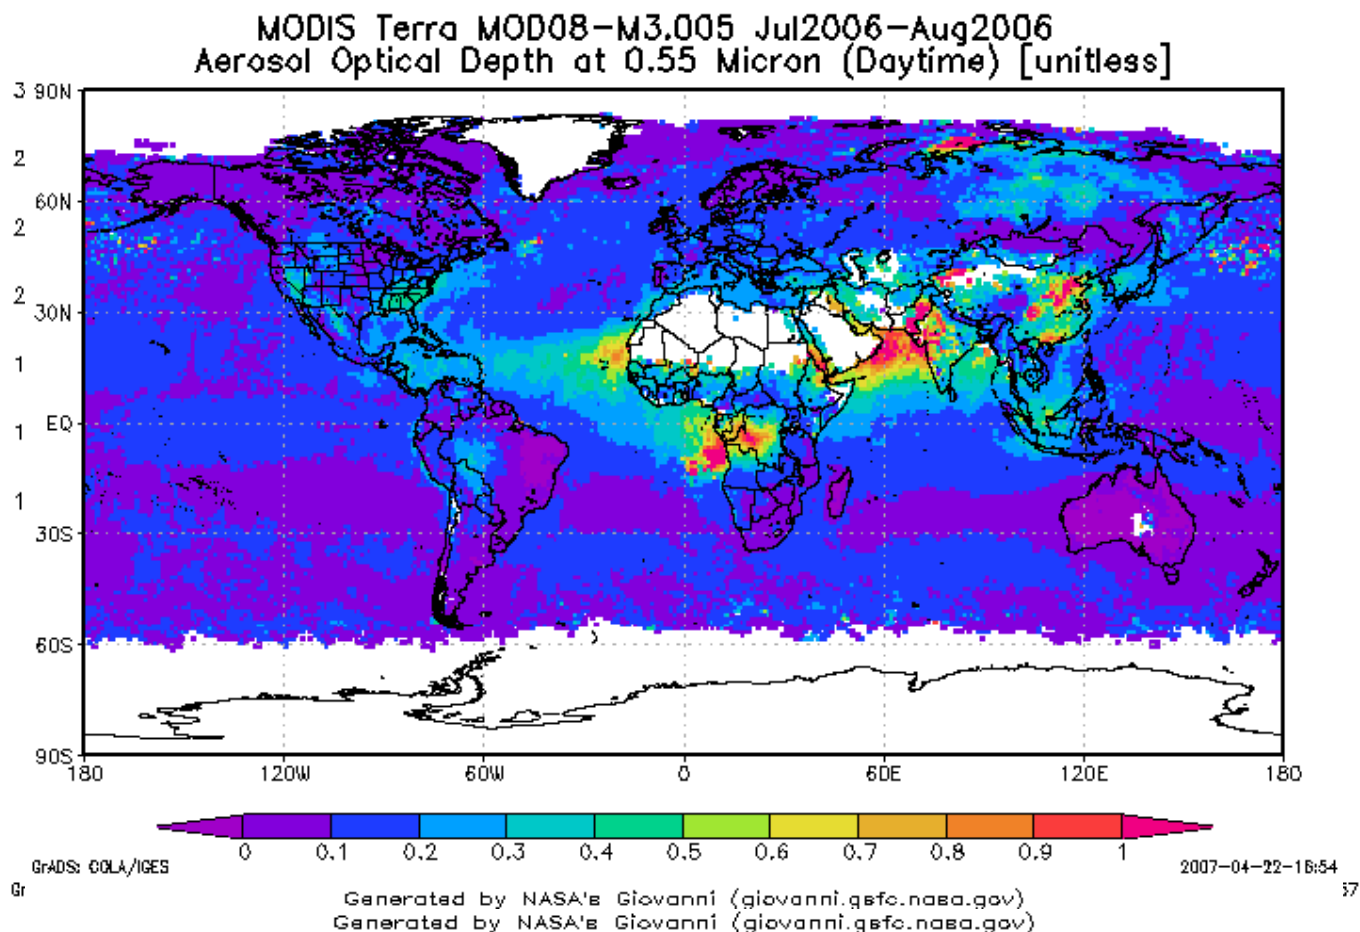 MODIS Terra MOD08-M3.005 Jul2006-Aug2006
Aerosol Optical Depth at 0.55 Micron (Daytime) [unitless]
3 90N
2
60N
2
2
30N
1
EQ
1
1
30S
60S
90S
180 120W 60W 0 60E 120E 180
0 0.1 0.2 0.3 0.4 0.5 0.6 0.7 0.8 0.9 1
GrADS: COLA/IGES 2007-04-22-16:54
Gr 57
Generated by NASA's Giovanni (giovanni.gsfc.nasa.gov)
Generated by NASA's Giovanni (giovanni.gsfc.nasa.gov)